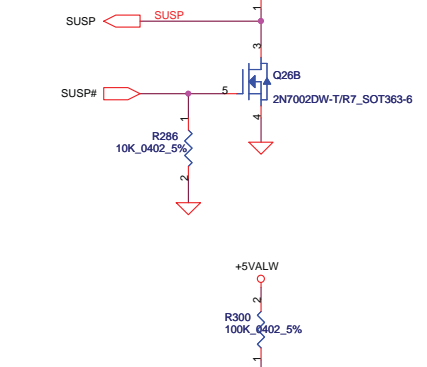 1
SUSP
SUSP
3
Q26B
SUSP#
5
2N7002DW-T/R7_SOT363-6
4
1
R286
10K_0402_5%
2
+5VALW
2
R300
100K_0402_5%
1